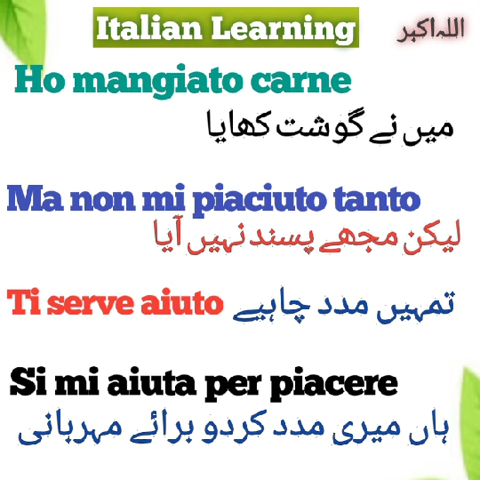 Italian Learning اللہ اکبر
Ho mangiato carne
میں نے گوشت کھایا
Ma non mi piaciuto tanto
لیکن مجھے پسند نہیں آیا
Ti serve aiuto تمہیں مدد چاہیے
Si mi aiuta per piacere
ہاں میری مدد کردو برائے مہربانی